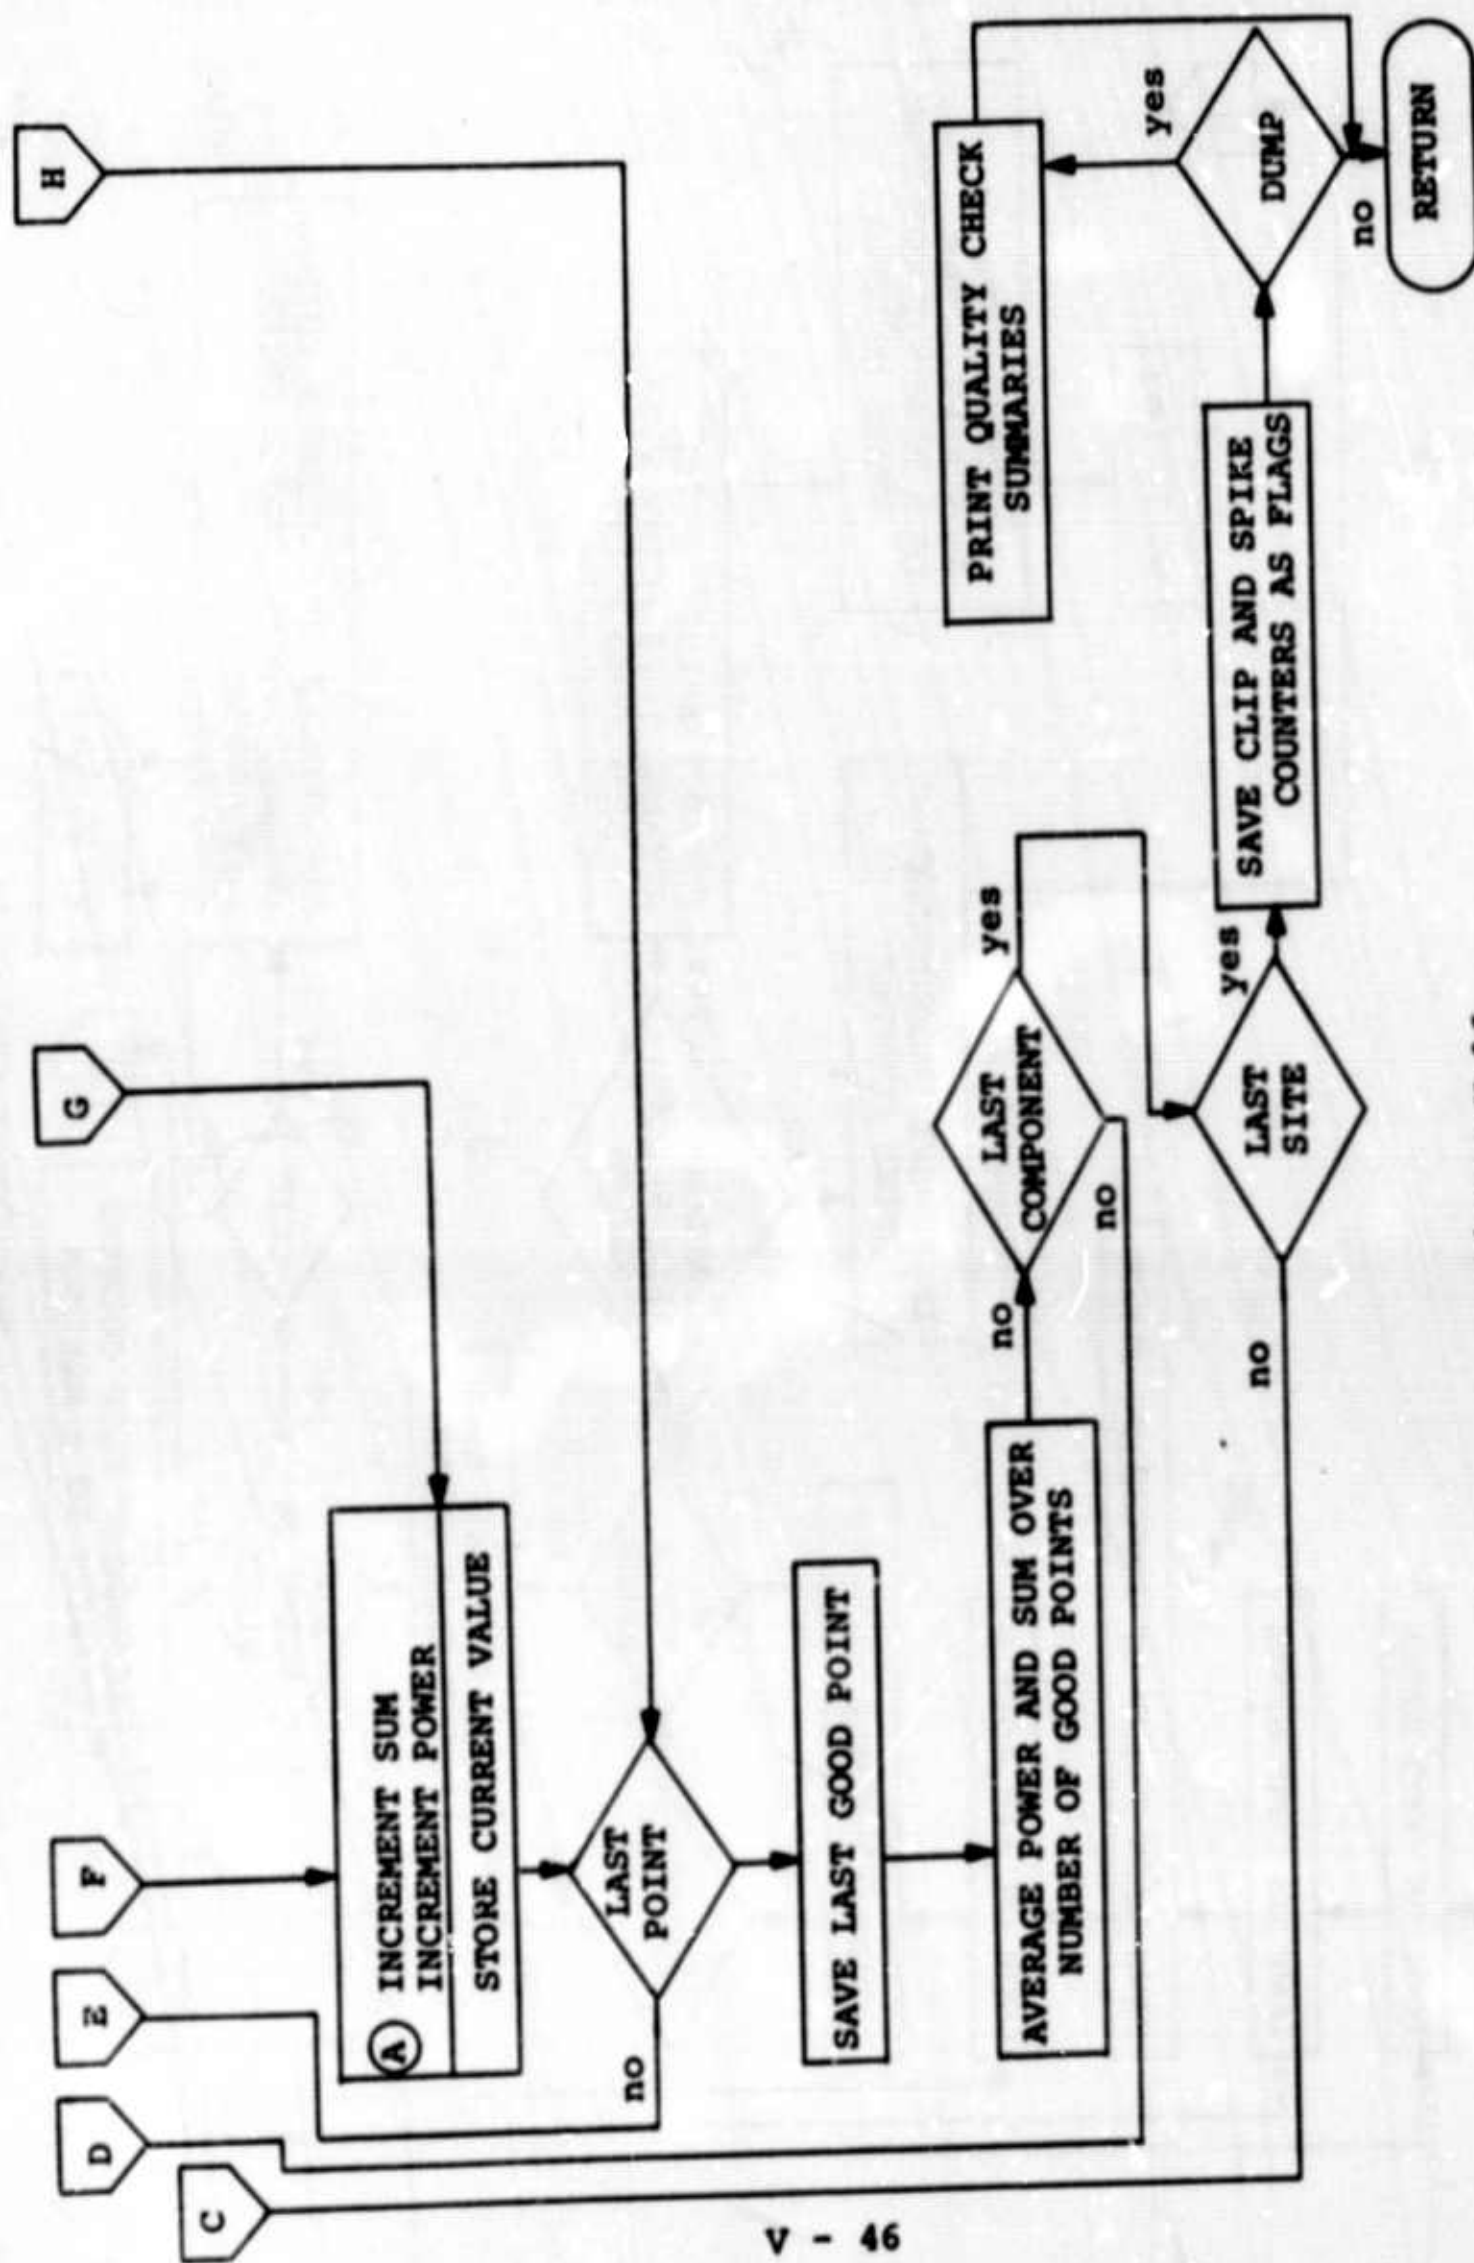 C
D
E
F
G
H
A
INCREMENT SUM
INCREMENT POWER
STORE CURRENT VALUE
LAST
POINT
no
SAVE LAST GOOD POINT
AVERAGE POWER AND SUM OVER
NUMBER OF GOOD POINTS
no
LAST
COMPONENT
yes
no
LAST
SITE
yes
no
SAVE CLIP AND SPIKE
COUNTERS AS FLAGS
PRINT QUALITY CHECK
SUMMARIES
yes
DUMP
no
RETURN
V - 46